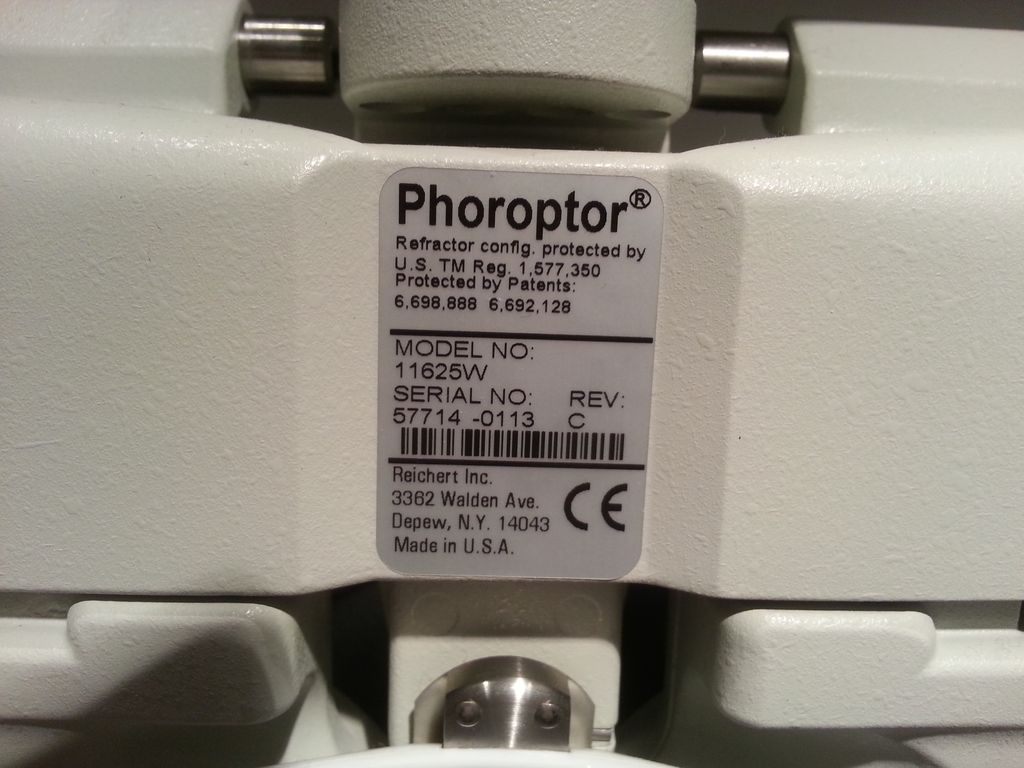 Phoroptor®
Refractor config. protected by
U.S. TM Reg. 1,577,350
Protected by Patents:
6,698,888 6,692,128
MODEL NO:
11625W
SERIAL NO: REV:
57714 -0113 C
Reichert Inc.
3362 Walden Ave.
Depew, N.Y. 14043
Made in U.S.A.
CE